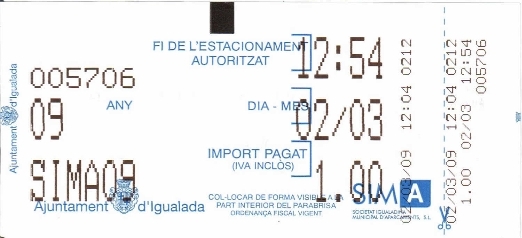 FI DE L'ESTACIONAMENT 12:54
AUTORITZAT
005706
09 ANY DIA - MES 02/03
IMPORT PAGAT
(IVA INCLÒS) 1 00
SIMA09
Ajuntament d'Igualada
COL·LOCAR DE FORMA VISIBLE A LA
PART INTERIOR DEL PARABRISA
ORDENANÇA FISCAL VIGENT
SIMA
SOCIETAT IGUALADINA
MUNICIPAL D'APARCAMENTS, S.L.
Ajuntament d'Igualada
02/03/09 12:04 0212
02/03/09 12:04 0212
1.00 02/03 12:54
005706